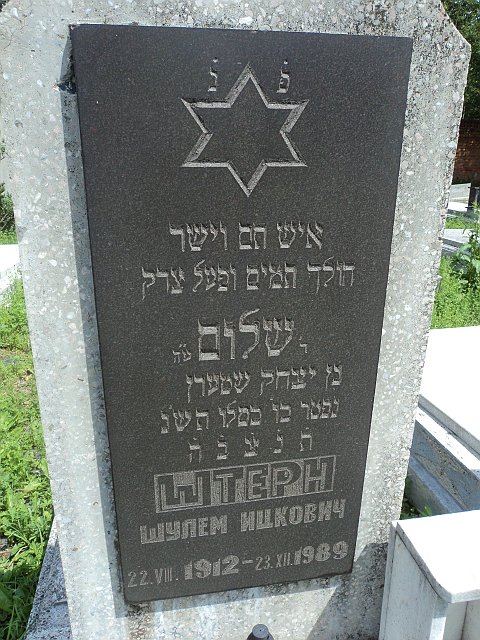 פ נ
איש תם וישר
הולך תמים ופעל צדק
ר שלום ע״ה
בן יצחק שטערן
נפטר כו כסלו תש״נ
ת נ צ ב ה
ШТЕРН
ШУЛЕМ ИЦКОВИЧ
22.VIII.1912-23.XII.1989